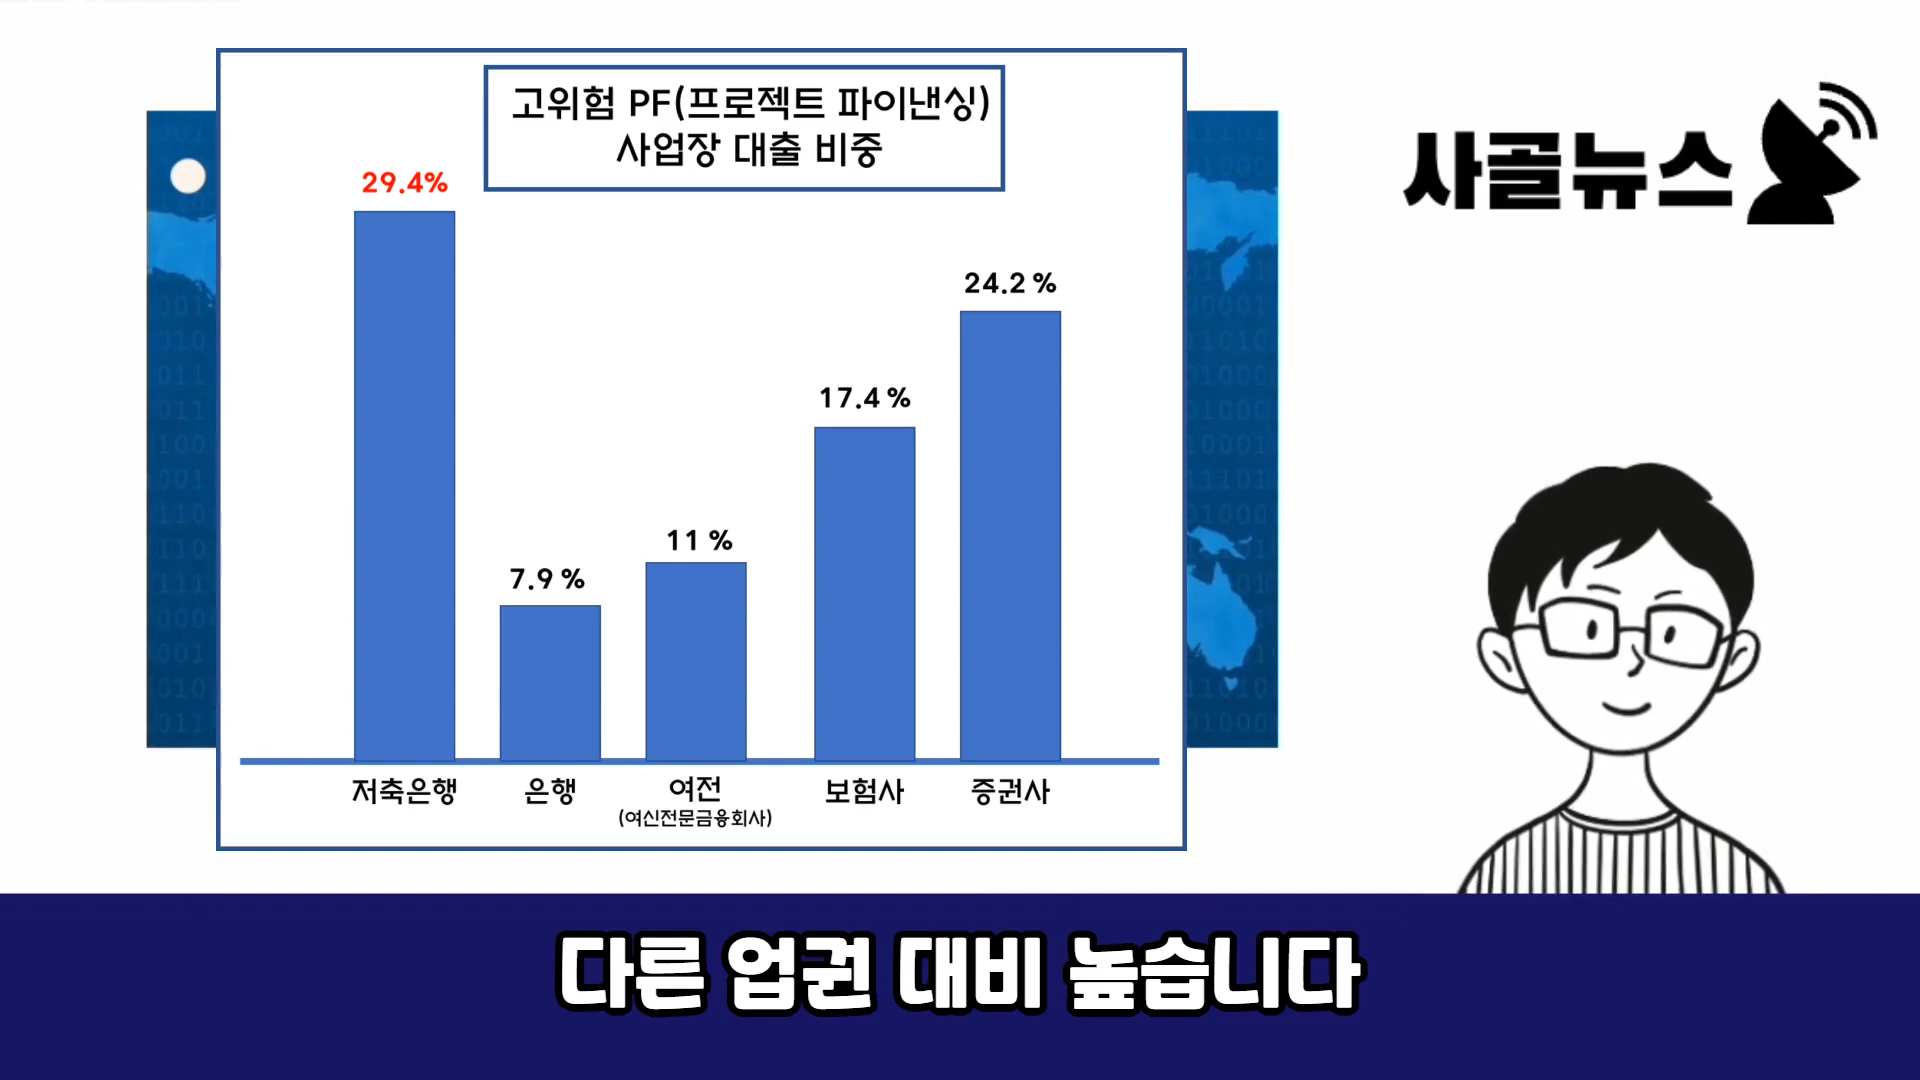 고위험 PF(프로젝트 파이낸싱)
사업장 대출 비중
사골뉴스
29.4%
7.9 %
11 %
17.4 %
24.2 %
저축은행
은행
여전
(여신전문금융회사)
보험사
증권사
다른 업권 대비 높습니다